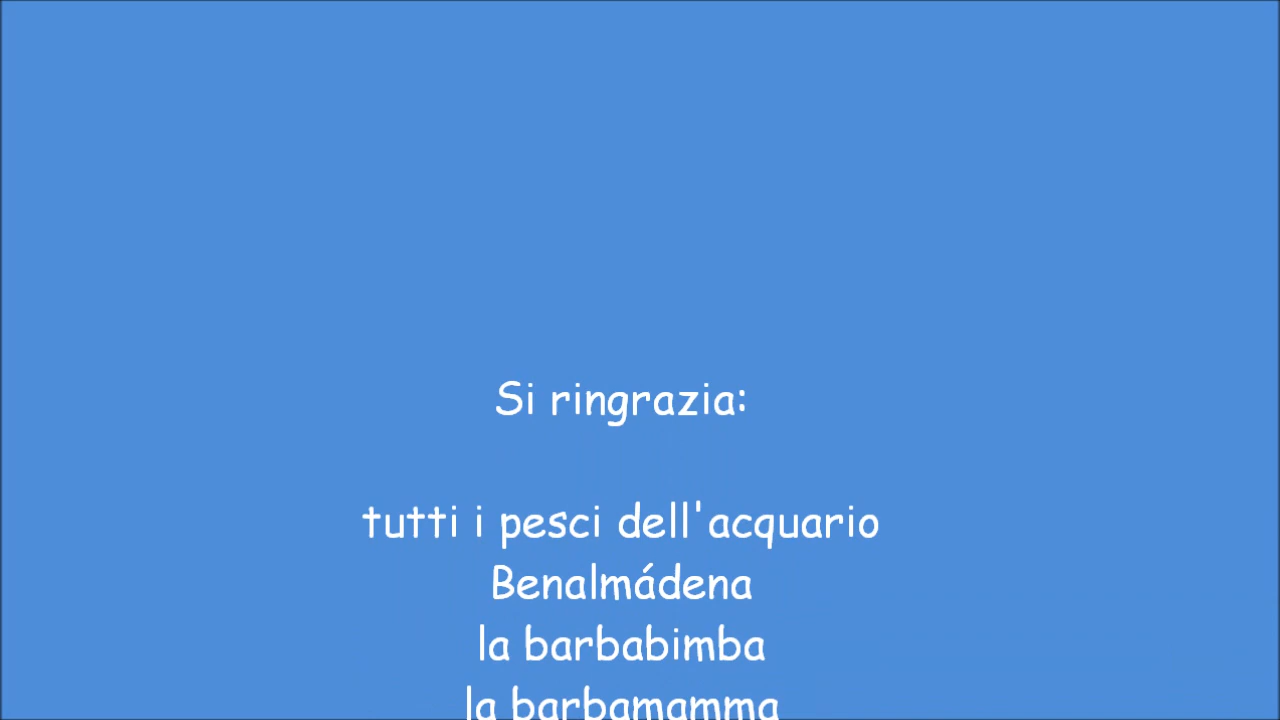 Si ringrazia:
tutti i pesci dell'acquario
Benalmádena
la barbabimba
la barbamamma